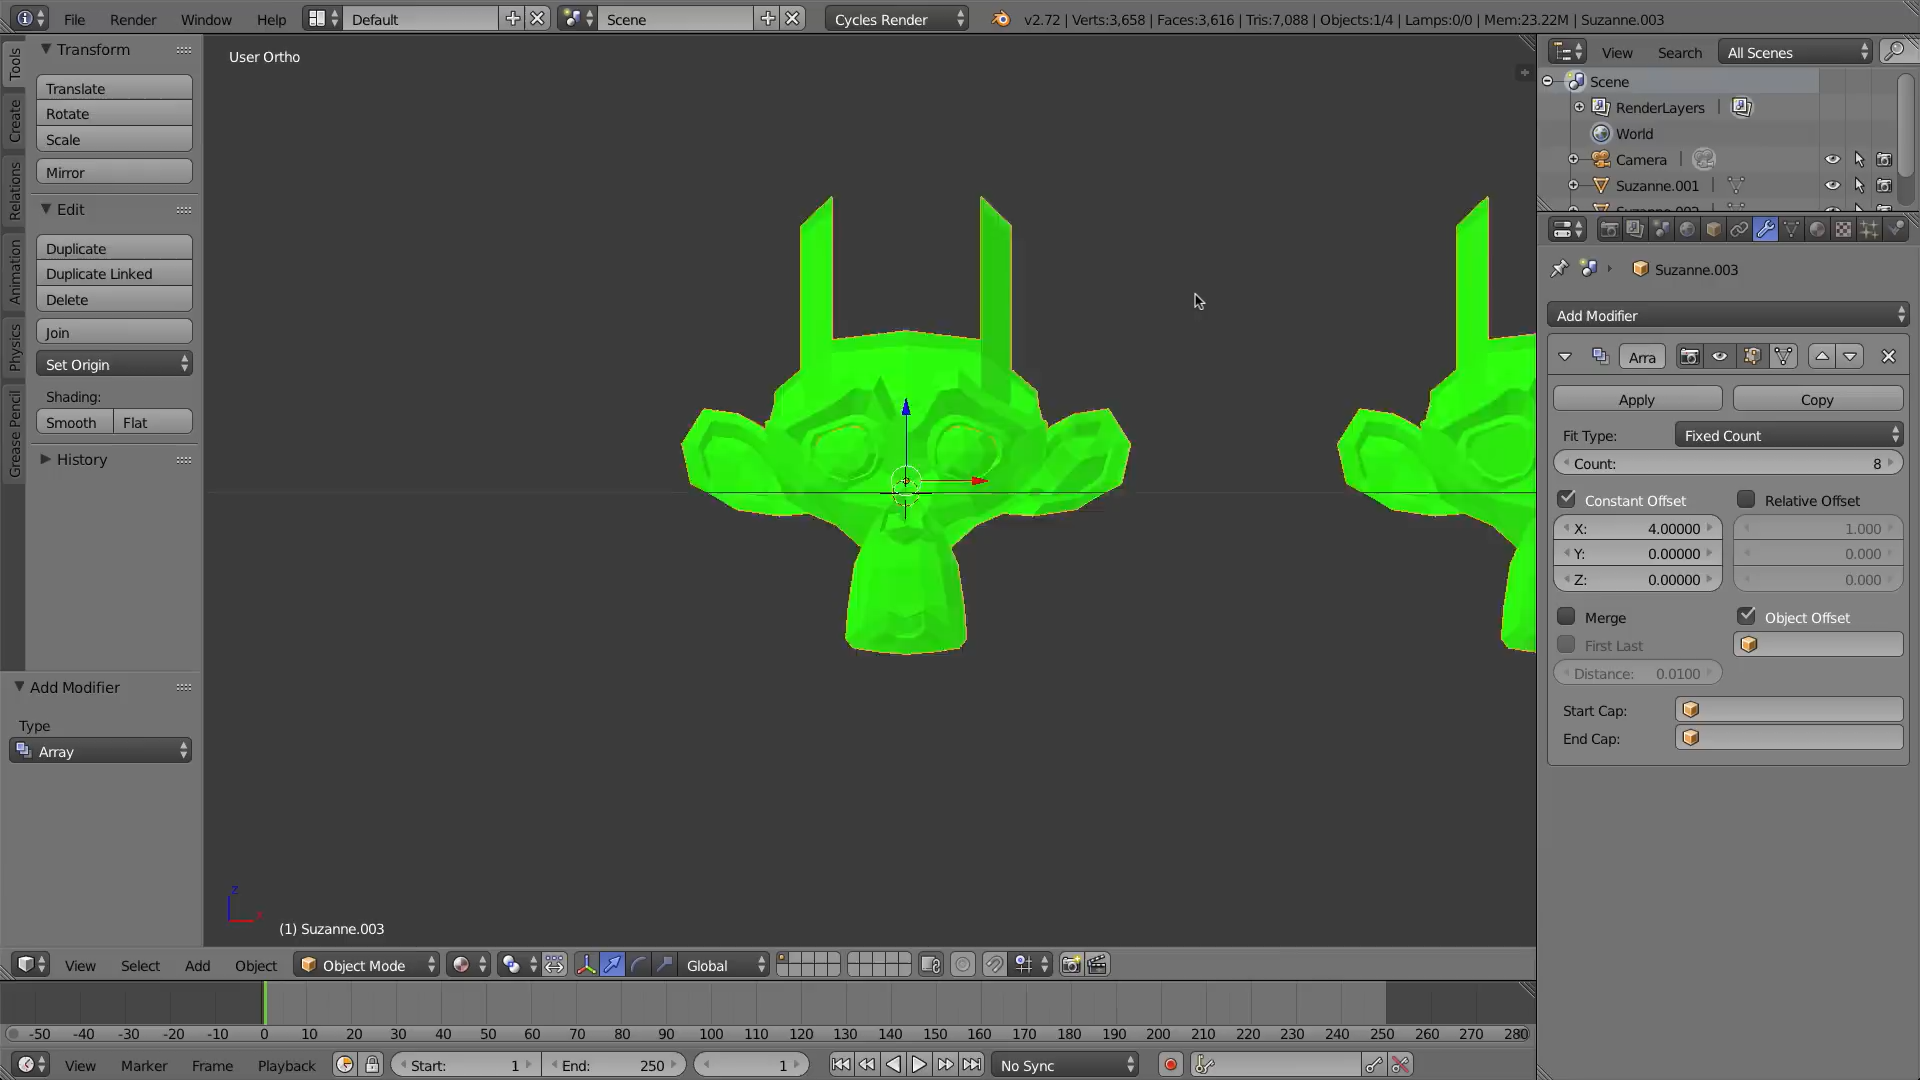 File Render Window Help Default Scene Cycles Render v2.72 | Verts:3,658 | Faces:3,616 | Tris:7,088 | Objects:1/4 | Lamps:0/0 | Mem:23.22M | Suzanne.003
Tools
Create
Relations
Animation
Physics
Grease Pencil
Transform
Translate
Rotate
Scale
Mirror
Edit
Duplicate
Duplicate Linked
Delete
Join
Set Origin
Shading:
Smooth Flat
History
Add Modifier
Type
Array
User Ortho
z
x
(1) Suzanne.003
View Select Add Object Object Mode Global
View Search All Scenes
Scene
RenderLayers |
World
Camera |
Suzanne.001 |
Suzanne.003
Add Modifier
Arra
Apply Copy
Fit Type: Fixed Count
Count: 8
Constant Offset Relative Offset
X: 4.00000 1.000
Y: 0.00000 0.000
Z: 0.00000 0.000
Merge Object Offset
First Last
Distance: 0.0100
Start Cap:
End Cap:
-50 -40 -30 -20 -10 0 10 20 30 40 50 60 70 80 90 100 110 120 130 140 150 160 170 180 190 200 210 220 230 240 250 260 270 280
View Marker Frame Playback Start: 1 End: 250 1 No Sync